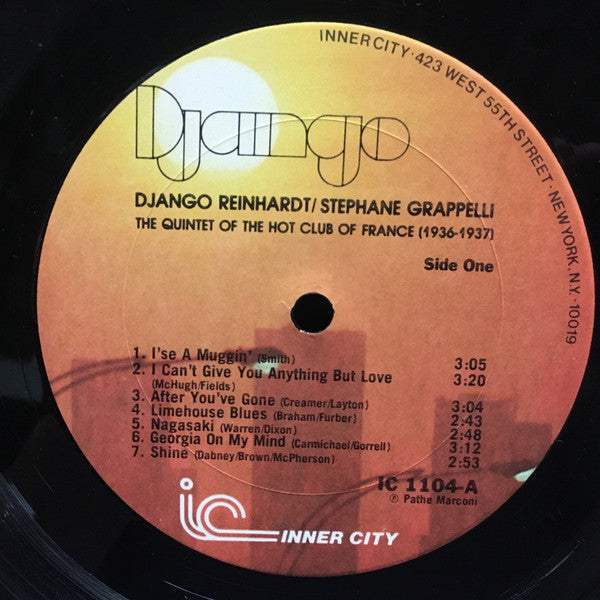 INNER CITY · 423 WEST 55TH STREET · NEW YORK, N.Y. · 10019
Django
DJANGO REINHARDT/STEPHANE GRAPPELLI
THE QUINTET OF THE HOT CLUB OF FRANCE (1936-1937)
Side One
1. I'se A Muggin' (Smith) 3:05
2. I Can't Give You Anything But Love 3:20
(McHugh/Fields)
3. After You've Gone (Creamer/Layton) 3:04
4. Limehouse Blues (Braham/Furber) 2:43
5. Nagasaki (Warren/Dixon) 2:48
6. Georgia On My Mind (Carmichael/Gorrell) 3:12
7. Shine (Dabney/Brown/McPherson) 2:53
IC 1104-A
℗ Pathe Marconi
ic INNER CITY